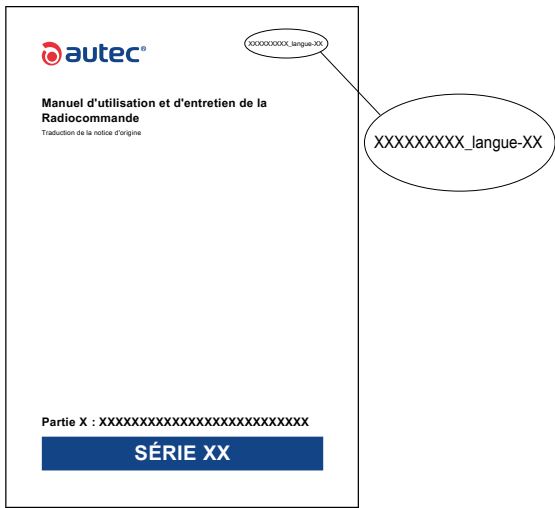 autec®
XXXXXXXXX_langue-XX
Manuel d'utilisation et d'entretien de la
Radiocommande
Traduction de la notice d'origine
XXXXXXXXX_langue-XX
Partie X : XXXXXXXXXXXXXXXXXXXXXXXXXX
SÉRIE XX